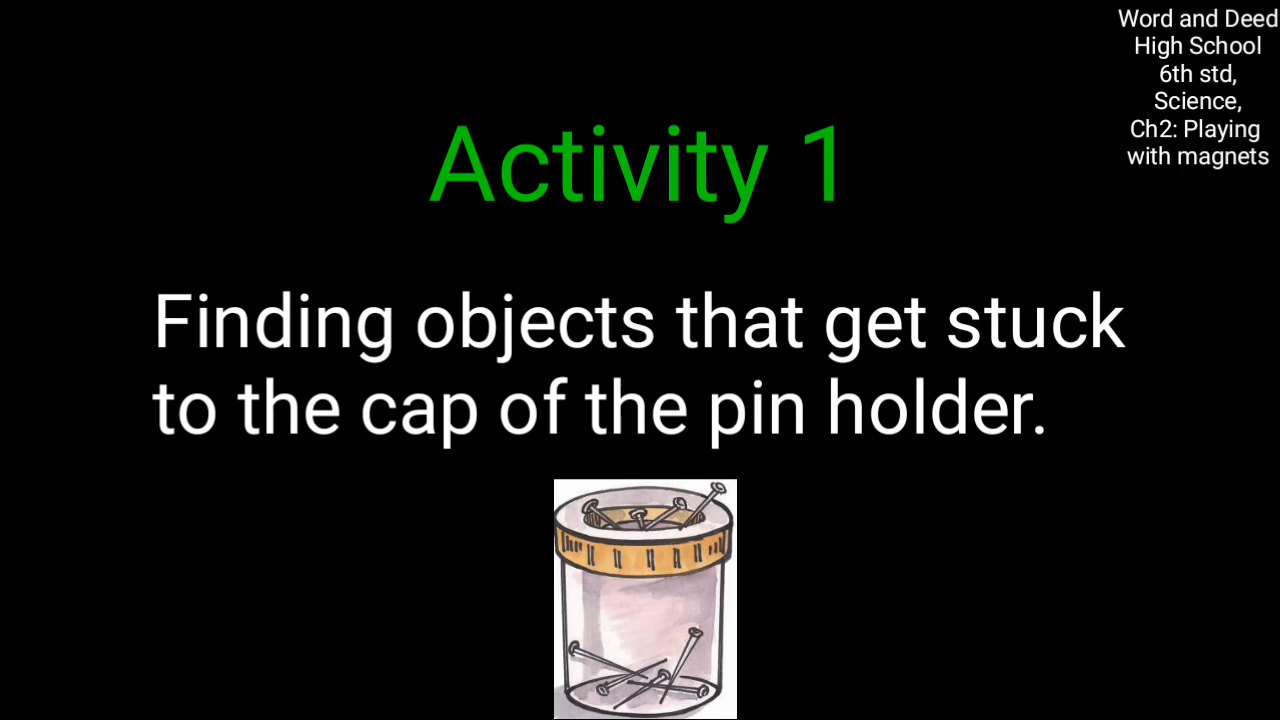 Word and Deed
High School
6th std,
Science,
Ch2: Playing
with magnets
Activity 1
Finding objects that get stuck
to the cap of the pin holder.